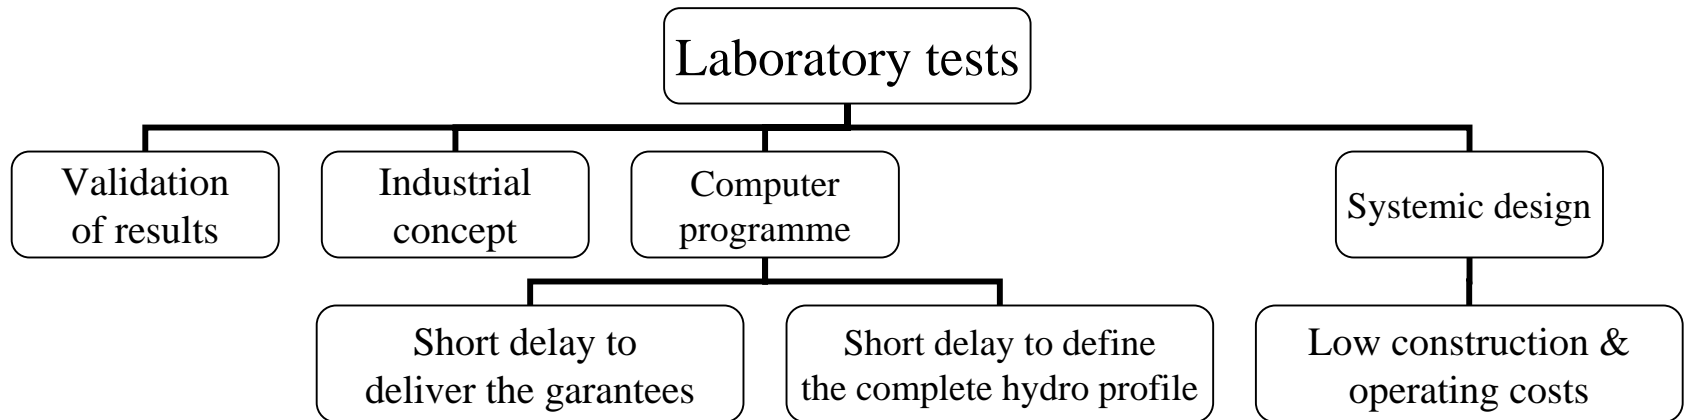 Laboratory tests
Validation
of results
Industrial
concept
Computer
programme
Systemic design
Short delay to
deliver the garantees
Short delay to define
the complete hydro profile
Low construction &
operating costs